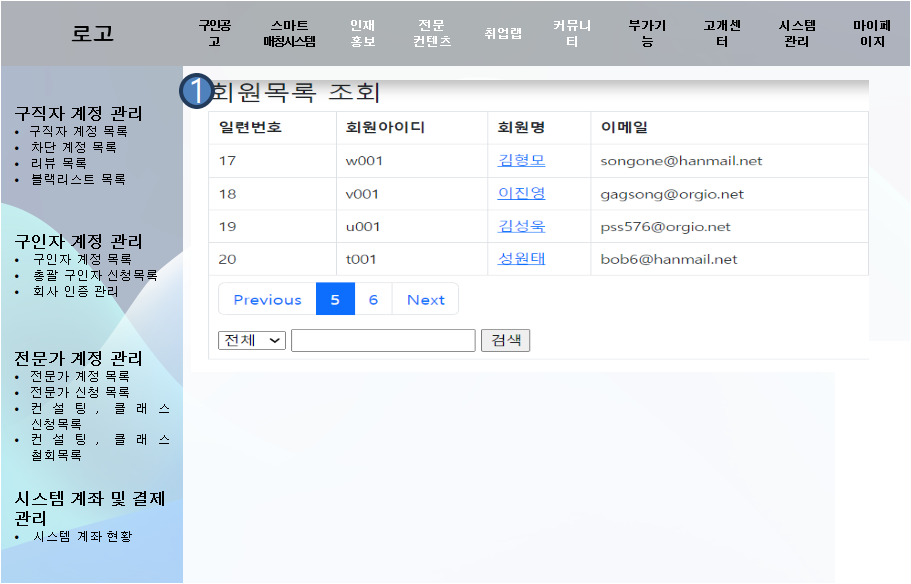 로고
구인공
고
스마트
매칭시스템
인재
홍보
전문
컨텐츠
취업랩
커뮤니
티
부가기
능
고개센
터
시스템
관리
마이페
이지
구직자 계정 관리
• 구직자 계정 목록
• 차단 계정 목록
• 리뷰 목록
• 블랙리스트 목록
구인자 계정 관리
• 구인자 계정 목록
• 총괄 구인자 신청목록
• 회사 인증 관리
전문가 계정 관리
• 전문가 계정 목록
• 전문가 신청 목록
• 컨 설 팅 , 클 래 스
신청목록
• 컨 설 팅 , 클 래 스
철회목록
시스템 계좌 및 결제
관리
• 시스템 계좌 현황
1 회원목록 조회
일련번호 회원아이디 회원명 이메일
17 w001 김형모 songone@hanmail.net
18 v001 이진영 gagsong@orgio.net
19 u001 김성욱 pss576@orgio.net
20 t001 성원태 bob6@hanmail.net
Previous 5 6 Next
전체 검색